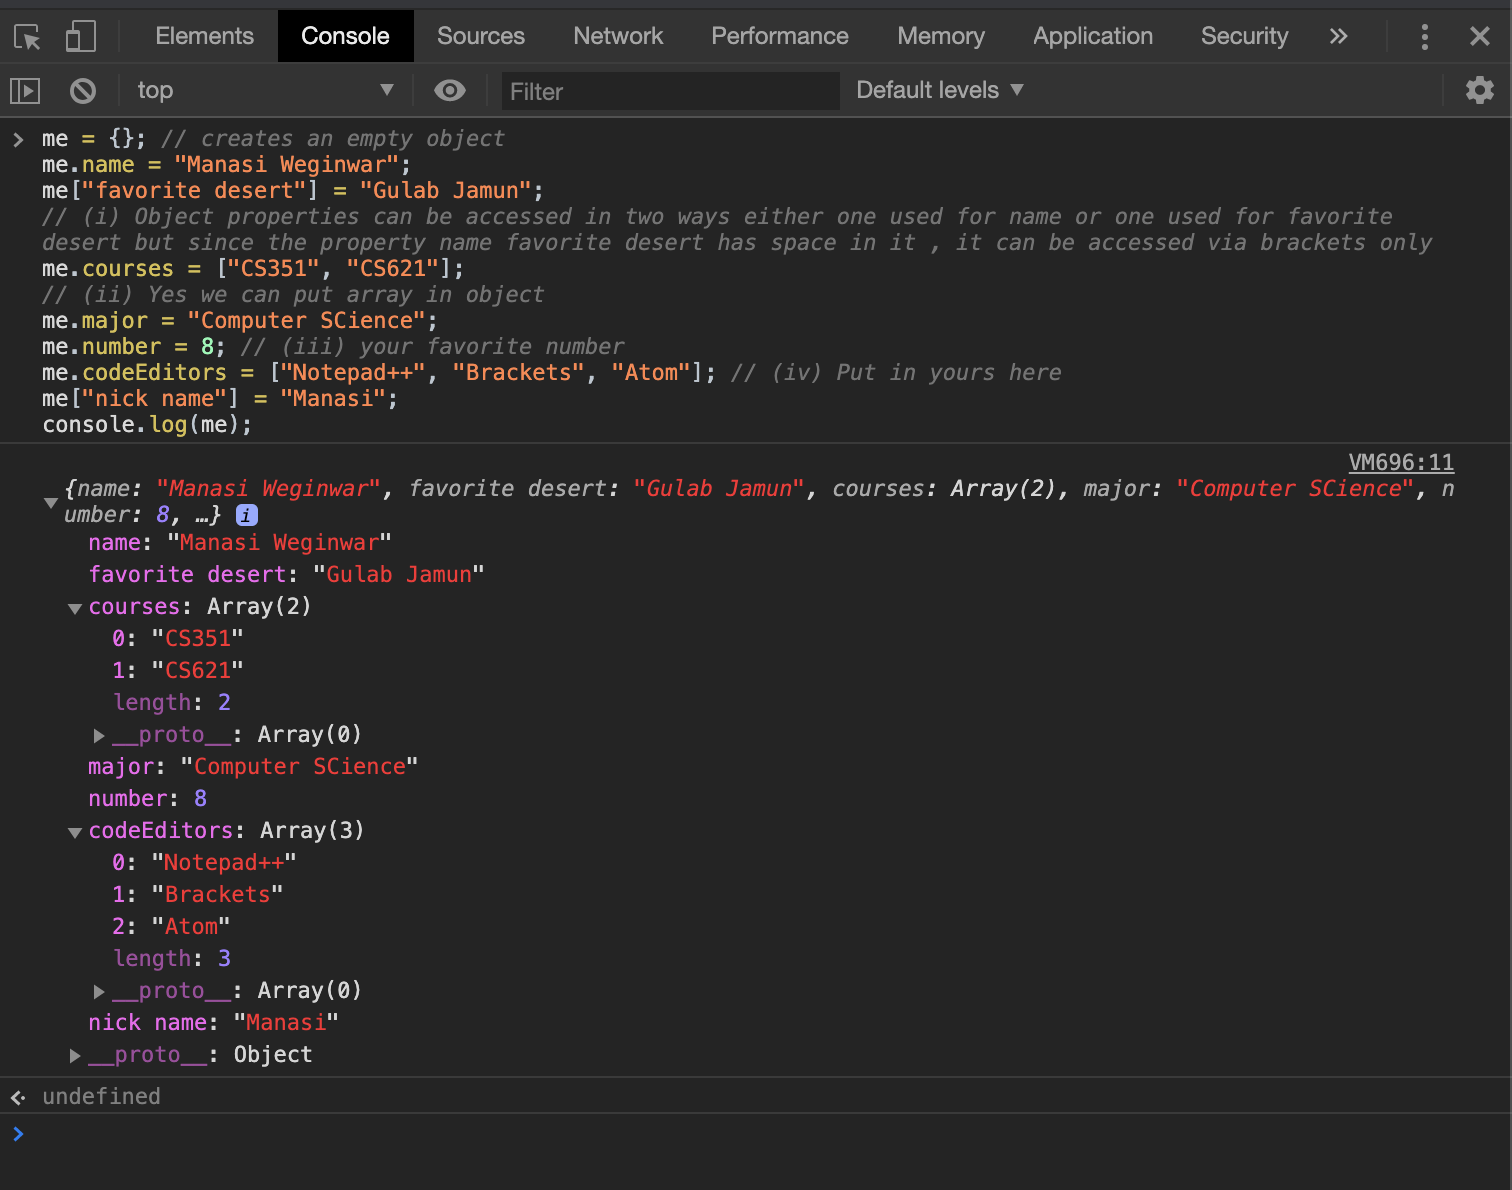 Elements Console Sources Network Performance Memory Application Security »
top Filter Default levels
me = {}; // creates an empty object
me.name = "Manasi Weginwar";
me["favorite desert"] = "Gulab Jamun";
// (i) Object properties can be accessed in two ways either one used for name or one used for favorite
desert but since the property name favorite desert has space in it , it can be accessed via brackets only
me.courses = ["CS351", "CS621"];
// (ii) Yes we can put array in object
me.major = "Computer SCience";
me.number = 8; // (iii) your favorite number
me.codeEditors = ["Notepad++", "Brackets", "Atom"]; // (iv) Put in yours here
me["nick name"] = "Manasi";
console.log(me);
VM696:11
{name: "Manasi Weginwar", favorite desert: "Gulab Jamun", courses: Array(2), major: "Computer SCience", n
umber: 8, …} i
name: "Manasi Weginwar"
favorite desert: "Gulab Jamun"
courses: Array(2)
0: "CS351"
1: "CS621"
length: 2
__proto__: Array(0)
major: "Computer SCience"
number: 8
codeEditors: Array(3)
0: "Notepad++"
1: "Brackets"
2: "Atom"
length: 3
__proto__: Array(0)
nick name: "Manasi"
__proto__: Object
undefined